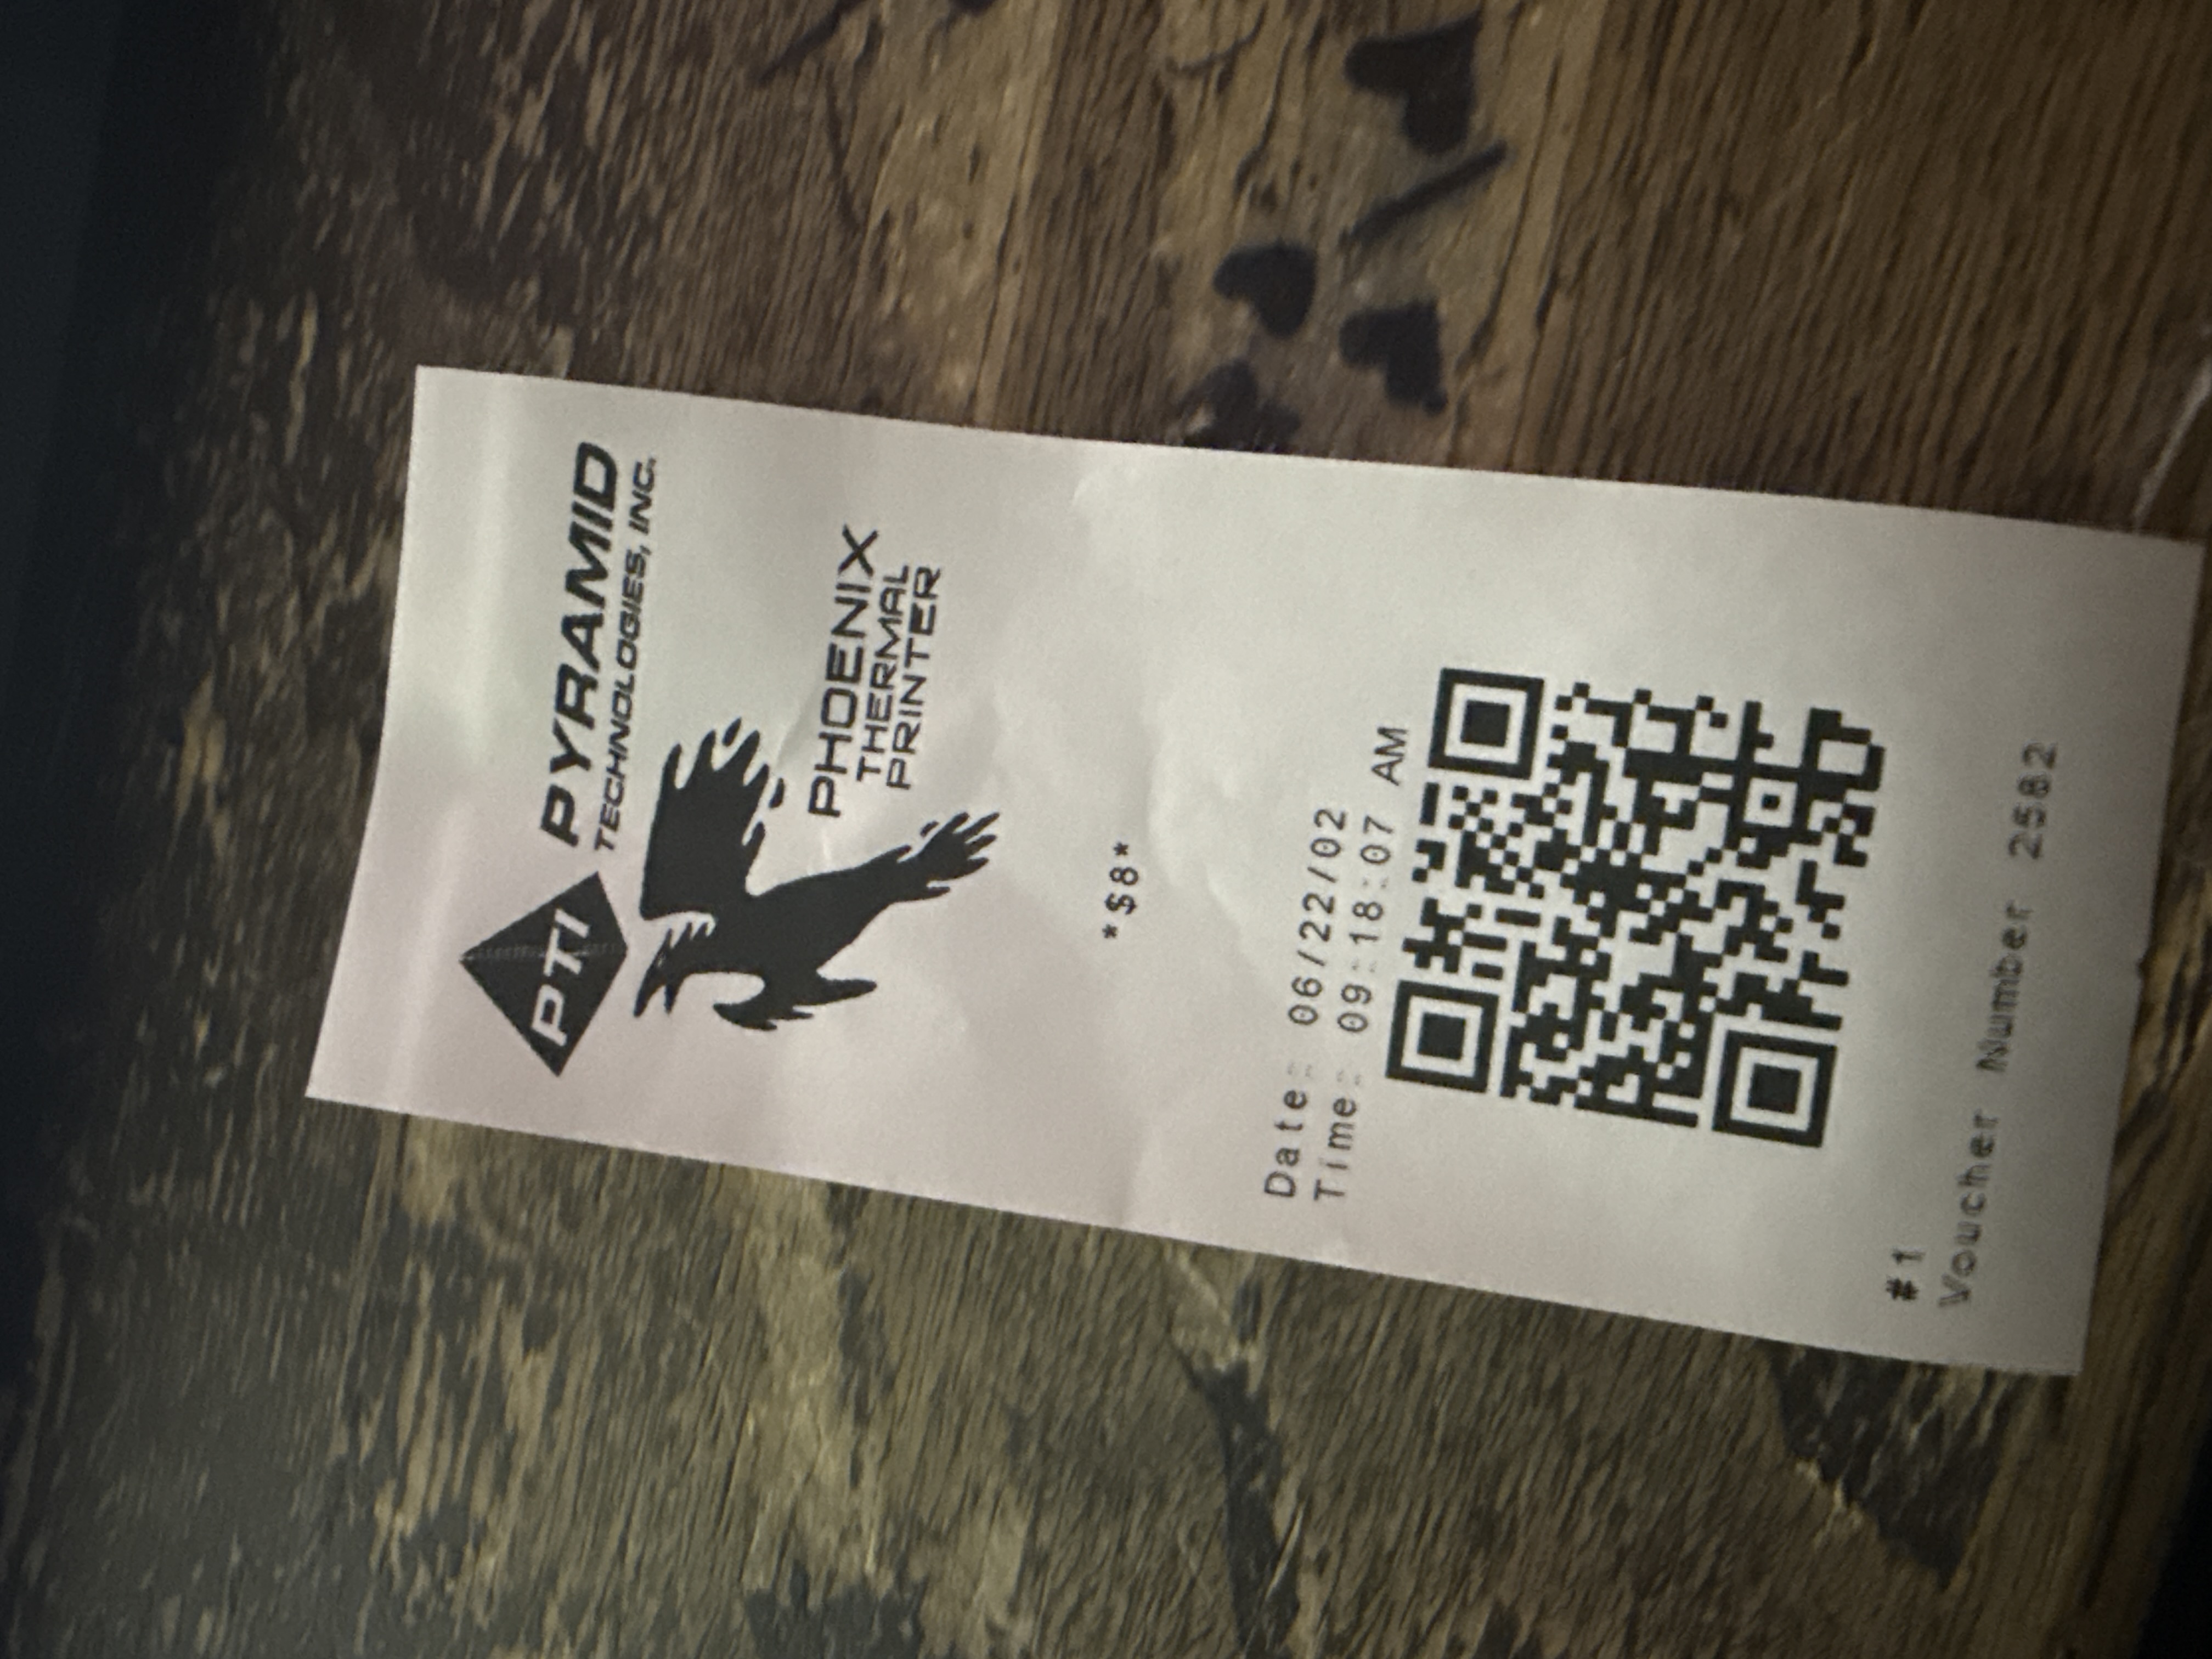 PTI
PYRAMID
TECHNOLOGIES, INC.
PHOENIX
THERMAL
PRINTER
*$8*
Date: 06/22/02
Time: 09:18:07 AM
#1
Voucher Number 2582